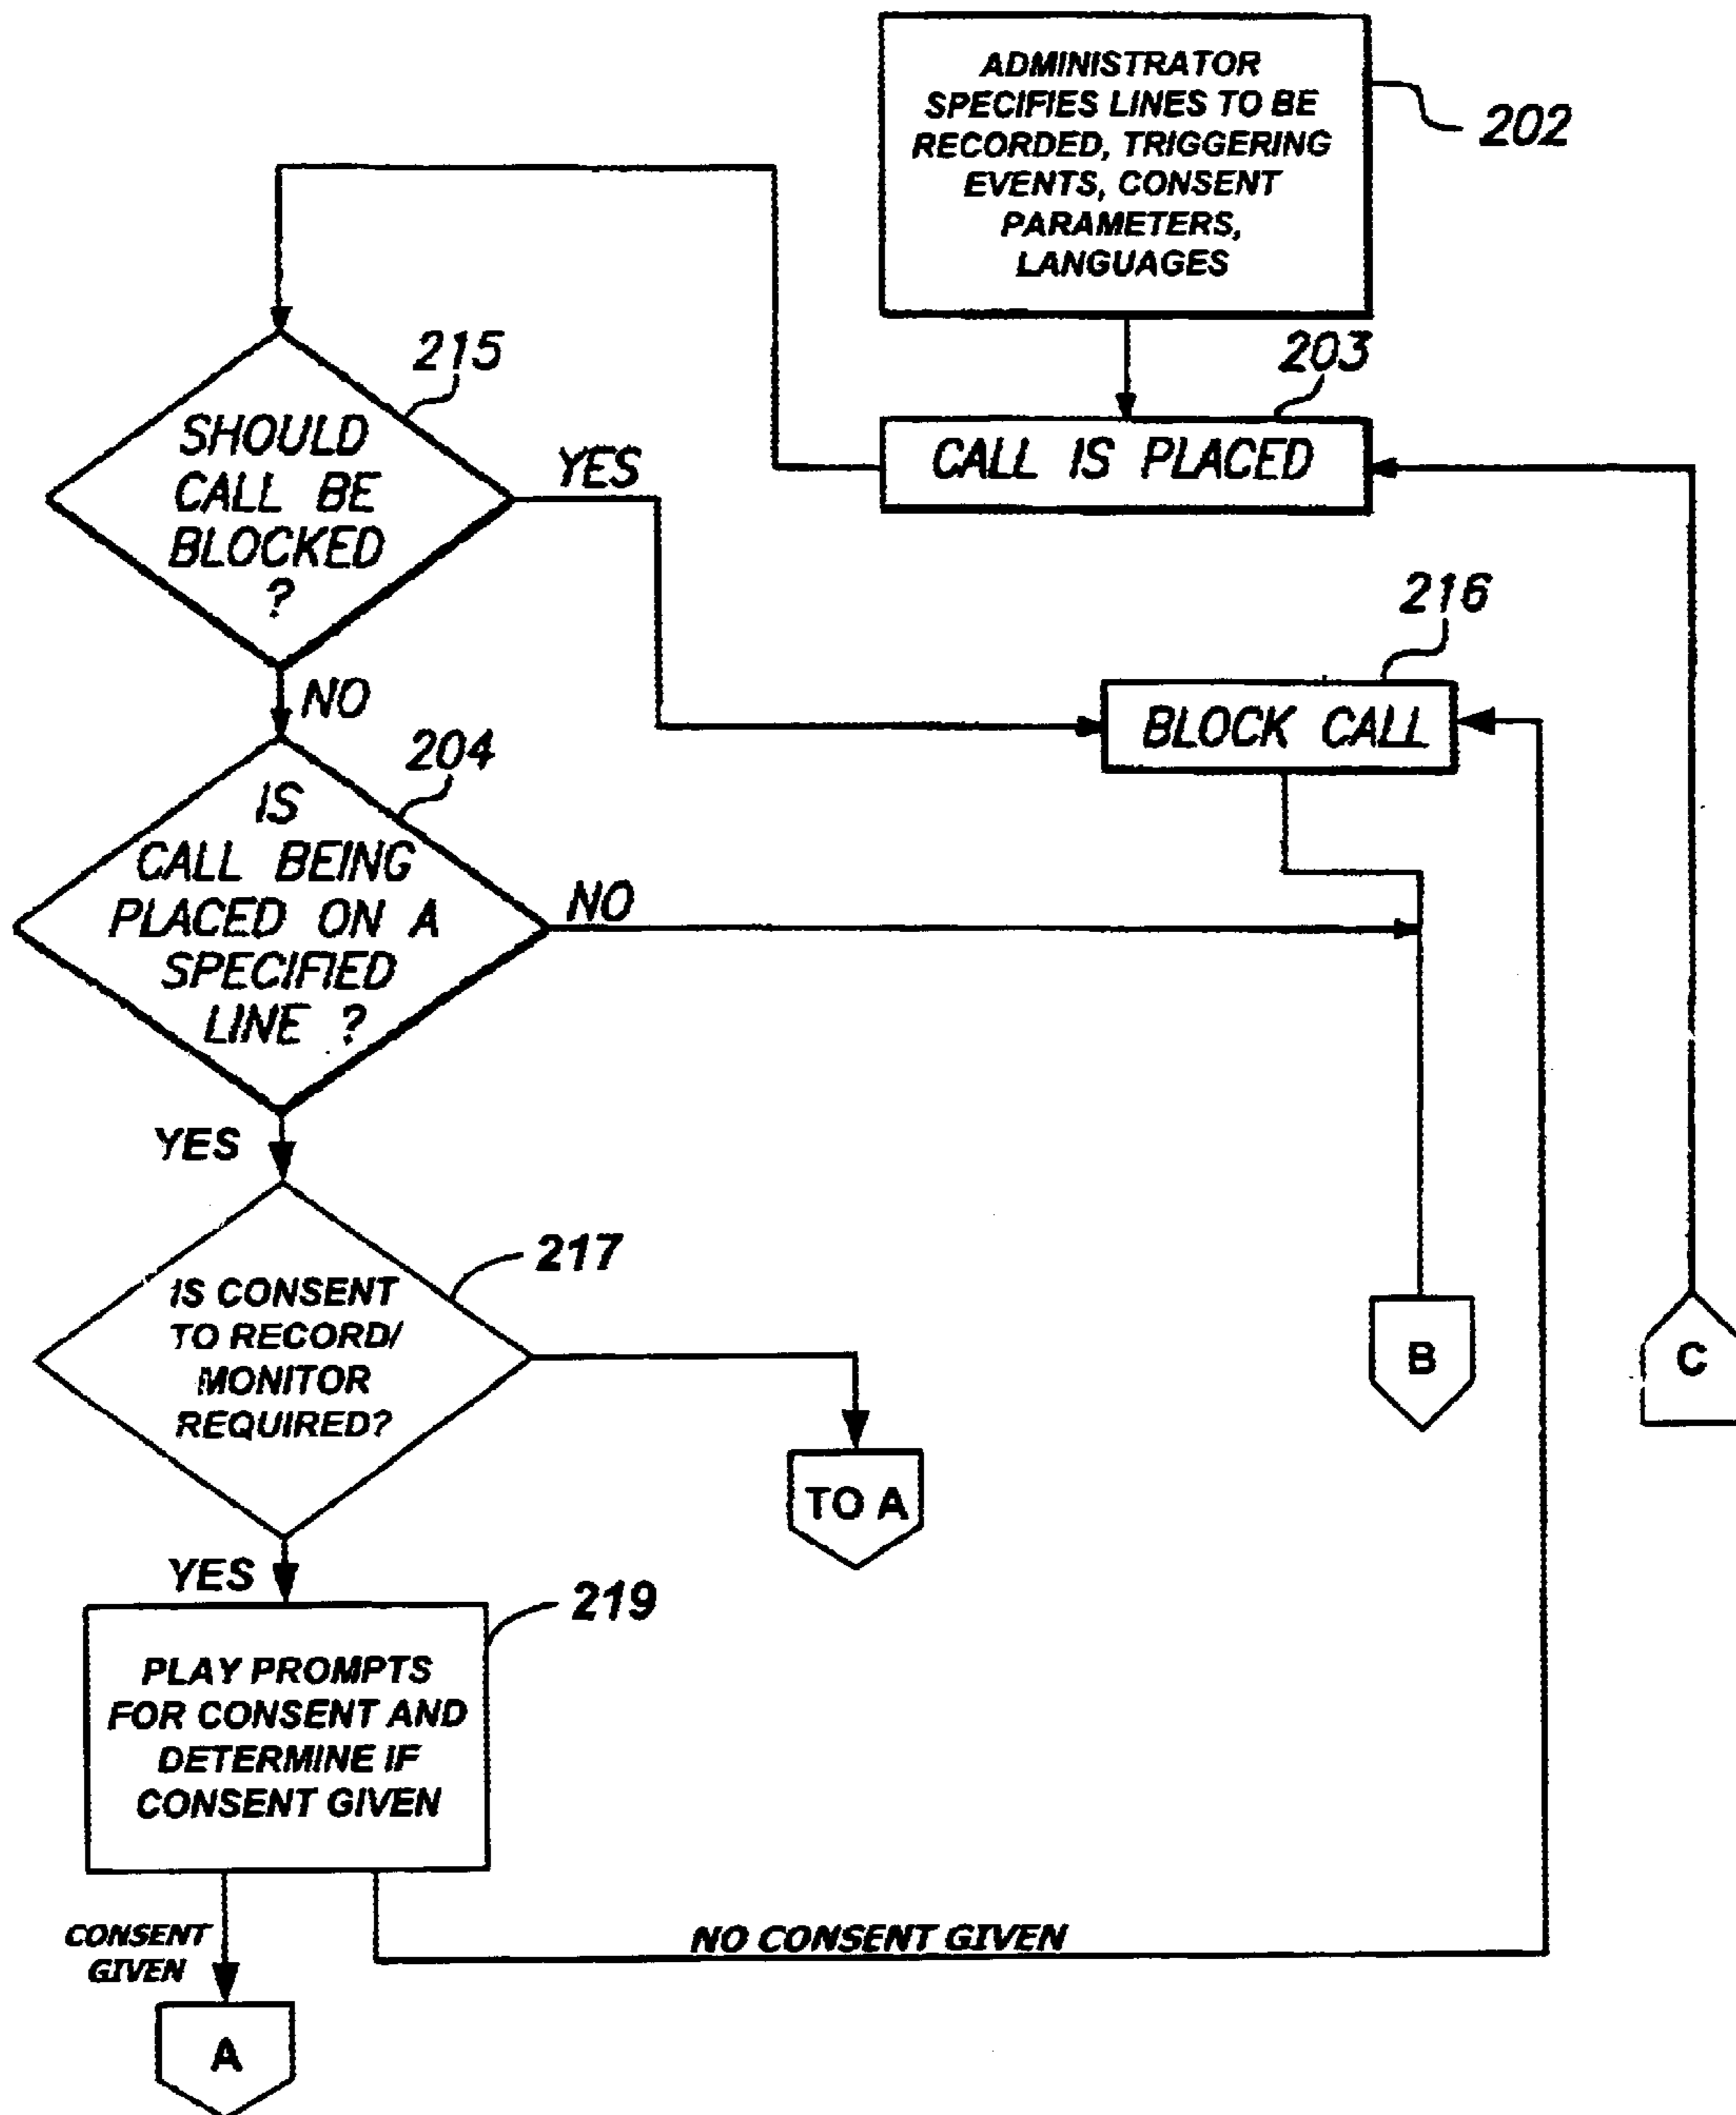 ADMINISTRATOR
SPECIFIES LINES TO BE
RECORDED, TRIGGERING
EVENTS, CONSENT
PARAMETERS,
LANGUAGES
202
203
CALL IS PLACED
215
SHOULD
CALL BE
BLOCKED
?
YES
NO
216
BLOCK CALL
204
IS
CALL BEING
PLACED ON A
SPECIFIED
LINE ?
NO
YES
217
IS CONSENT
TO RECORD/
MONITOR
REQUIRED?
B
C
TO A
YES
219
PLAY PROMPTS
FOR CONSENT AND
DETERMINE IF
CONSENT GIVEN
CONSENT
GIVEN
NO CONSENT GIVEN
A